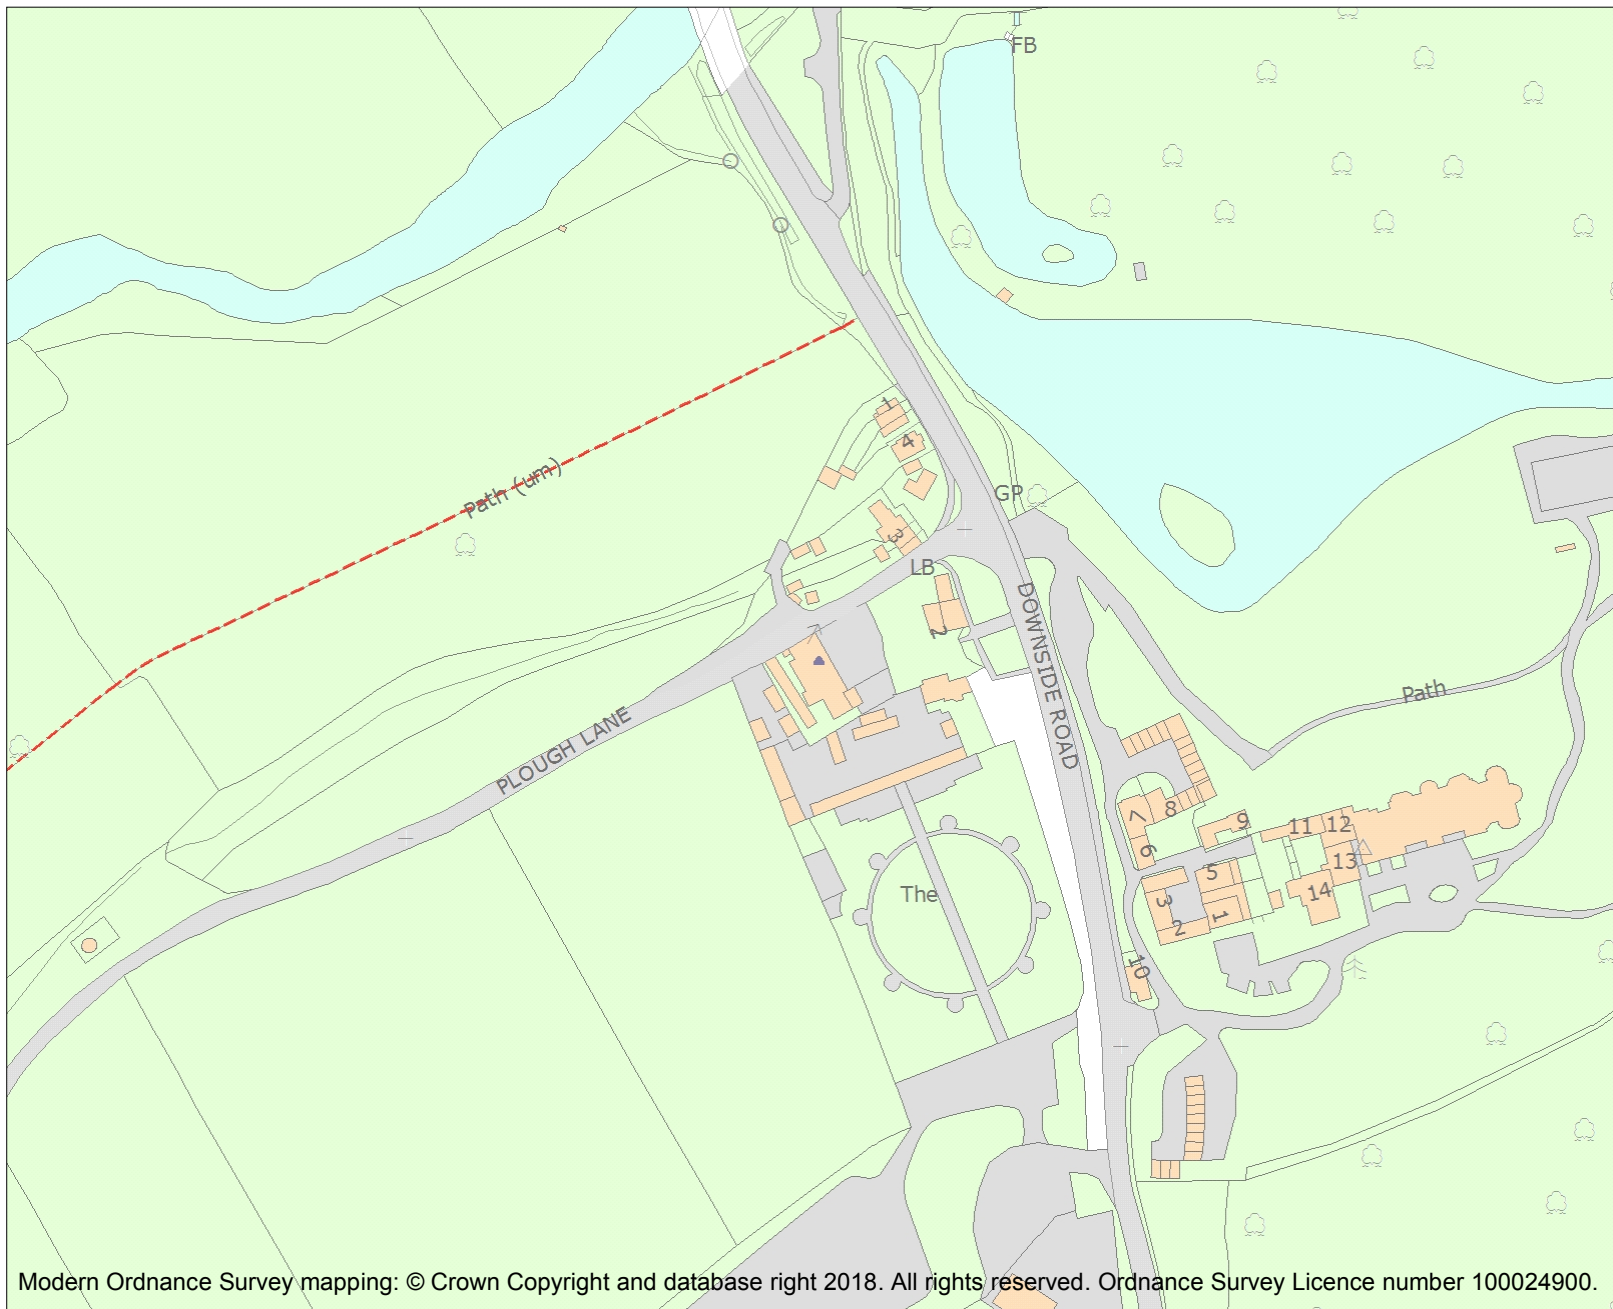 FB
Path (um)
1
4
GP
3
LB
2
DOWNSIDE ROAD
Path
PLOUGH LANE
8
7
9
11
12
6
13
5
14
The
3
1
2
10
Modern Ordnance Survey mapping: © Crown Copyright and database right 2018. All rights reserved. Ordnance Survey Licence number 100024900.